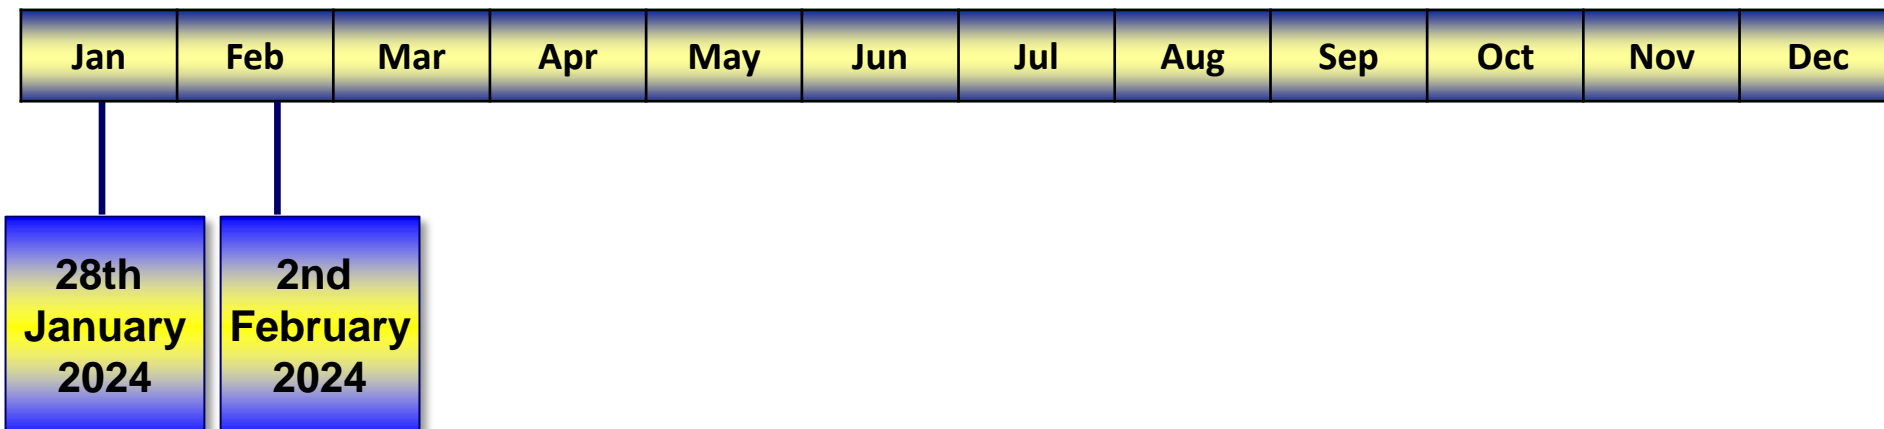 Jan Feb Mar Apr May Jun Jul Aug Sep Oct Nov Dec
28th
January
2024
2nd
February
2024